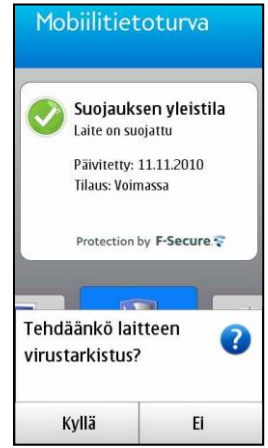 Mobiilitietoturva
Suojauksen yleistila
Laite on suojattu
Päivitetty: 11.11.2010
Tilaus: Voimassa
Protection by F-Secure
Tehdäänkö laitteen
virustarkistus?
Kyllä Ei